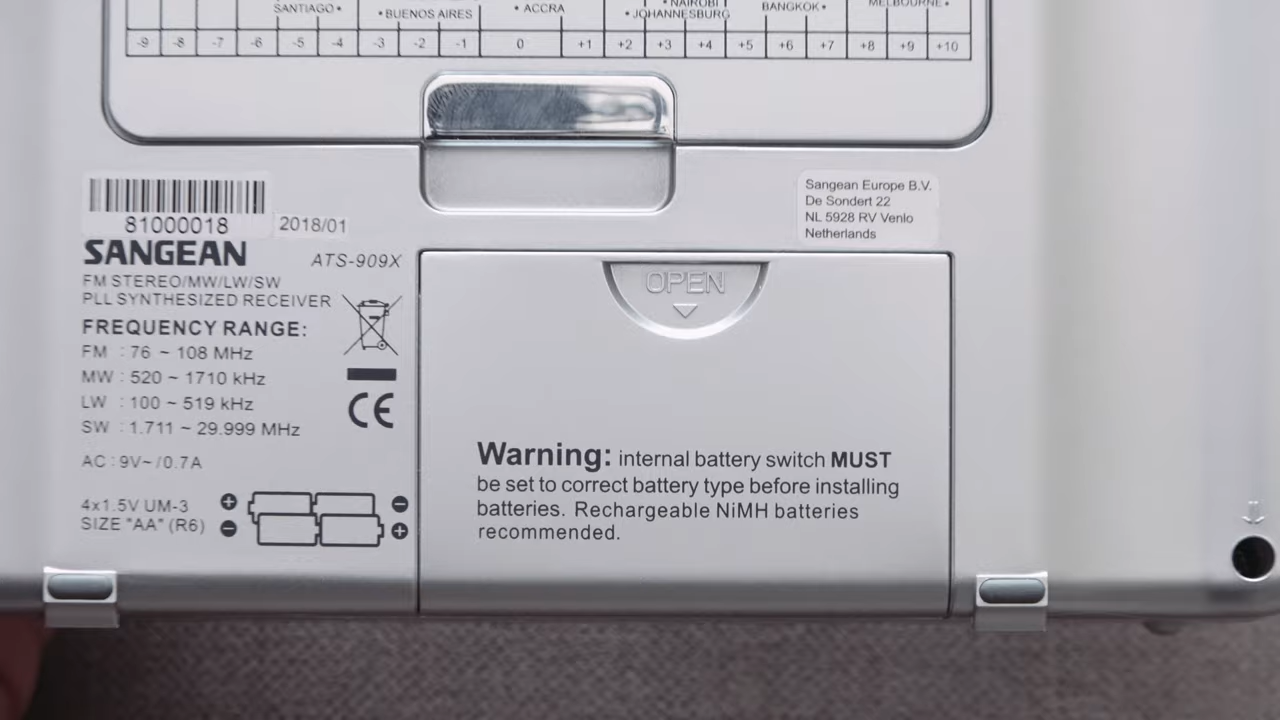 SANTIAGO •
• BUENOS AIRES
• ACCRA
• NAIROBI
• JOHANNESBURG
BANGKOK •
MELBOURNE •
-9 -8 -7 -6 -5 -4 -3 -2 -1 0 +1 +2 +3 +4 +5 +6 +7 +8 +9 +10
81000018
2018/01
SANGEAN
ATS-909X
FM STEREO/MW/LW/SW
PLL SYNTHESIZED RECEIVER
FREQUENCY RANGE:
FM : 76 ~ 108 MHz
MW : 520 ~ 1710 kHz
LW : 100 ~ 519 kHz
SW : 1.711 ~ 29.999 MHz
AC : 9V~/0.7A
4x1.5V UM-3
SIZE "AA" (R6)
CE
Sangean Europe B.V.
De Sondert 22
NL 5928 RV Venlo
Netherlands
OPEN
Warning: internal battery switch MUST
be set to correct battery type before installing
batteries. Rechargeable NiMH batteries
recommended.